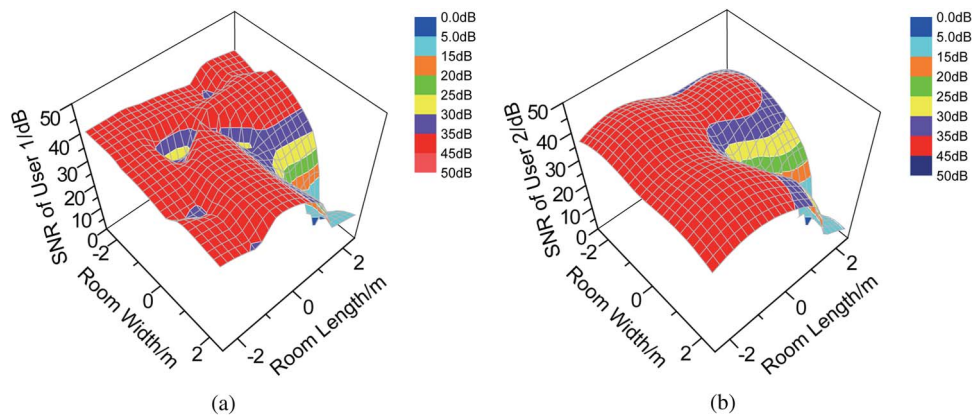 0.0dB
5.0dB
15dB
20dB
25dB
30dB
35dB
45dB
50dB
SNR of User 1/dB
50
40
30
20
10
0
-2
0
2
Room Width/m
-2
0
2
Room Length/m
(a)
0.0dB
5.0dB
15dB
20dB
25dB
30dB
35dB
45dB
50dB
SNR of User 2/dB
50
40
30
20
10
0
-2
0
2
Room Width/m
-2
0
2
Room Length/m
(b)